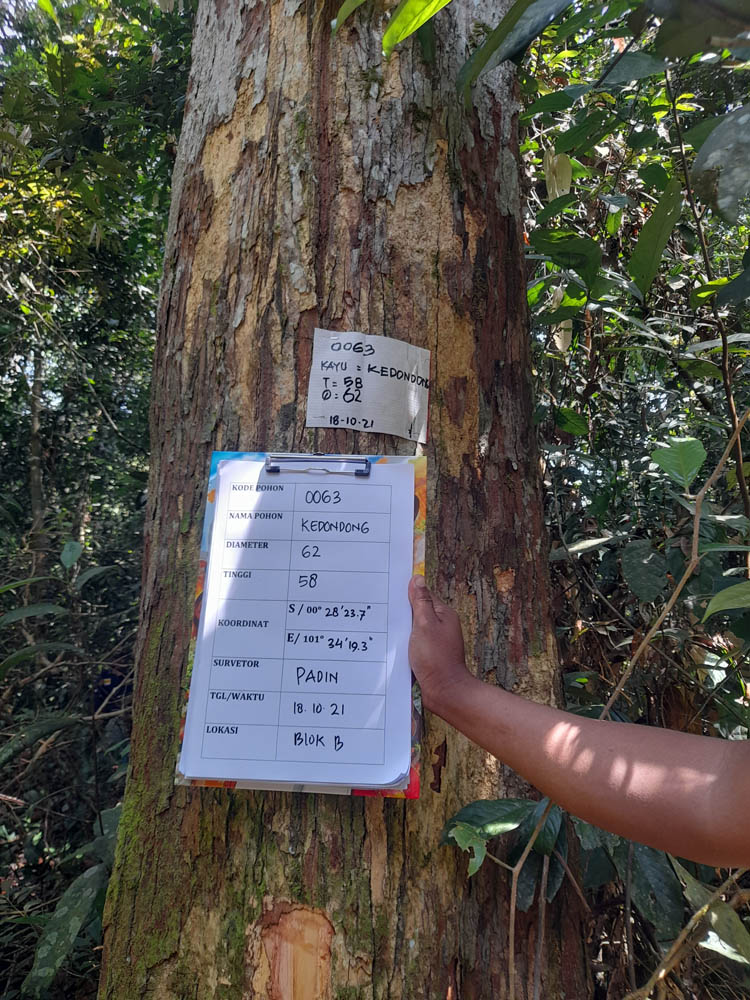 0063
KAYU = KEDONDONG
T = 58
Ø = 62
18-10-21
KODE POHON 0063
NAMA POHON KEDONDONG
DIAMETER 62
TINGGI 58
KOORDINAT S / 00° 28'23.7"
E/ 101° 34'19.3"
SURVETOR PADIN
TGL/WAKTU 18.10.21
LOKASI BLOK B